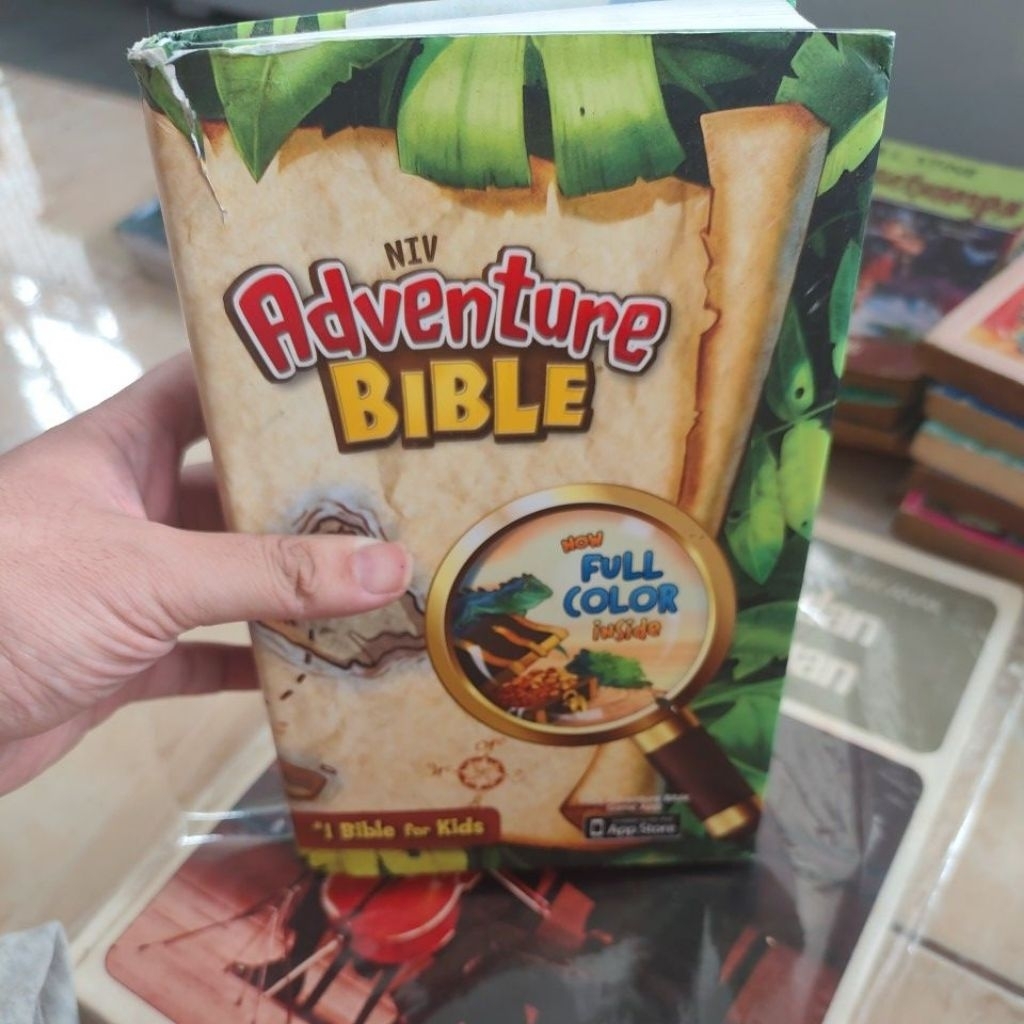 NIV
Adventure
BIBLE
NOW
FULL
COLOR
inside
#1 Bible for Kids
App Store